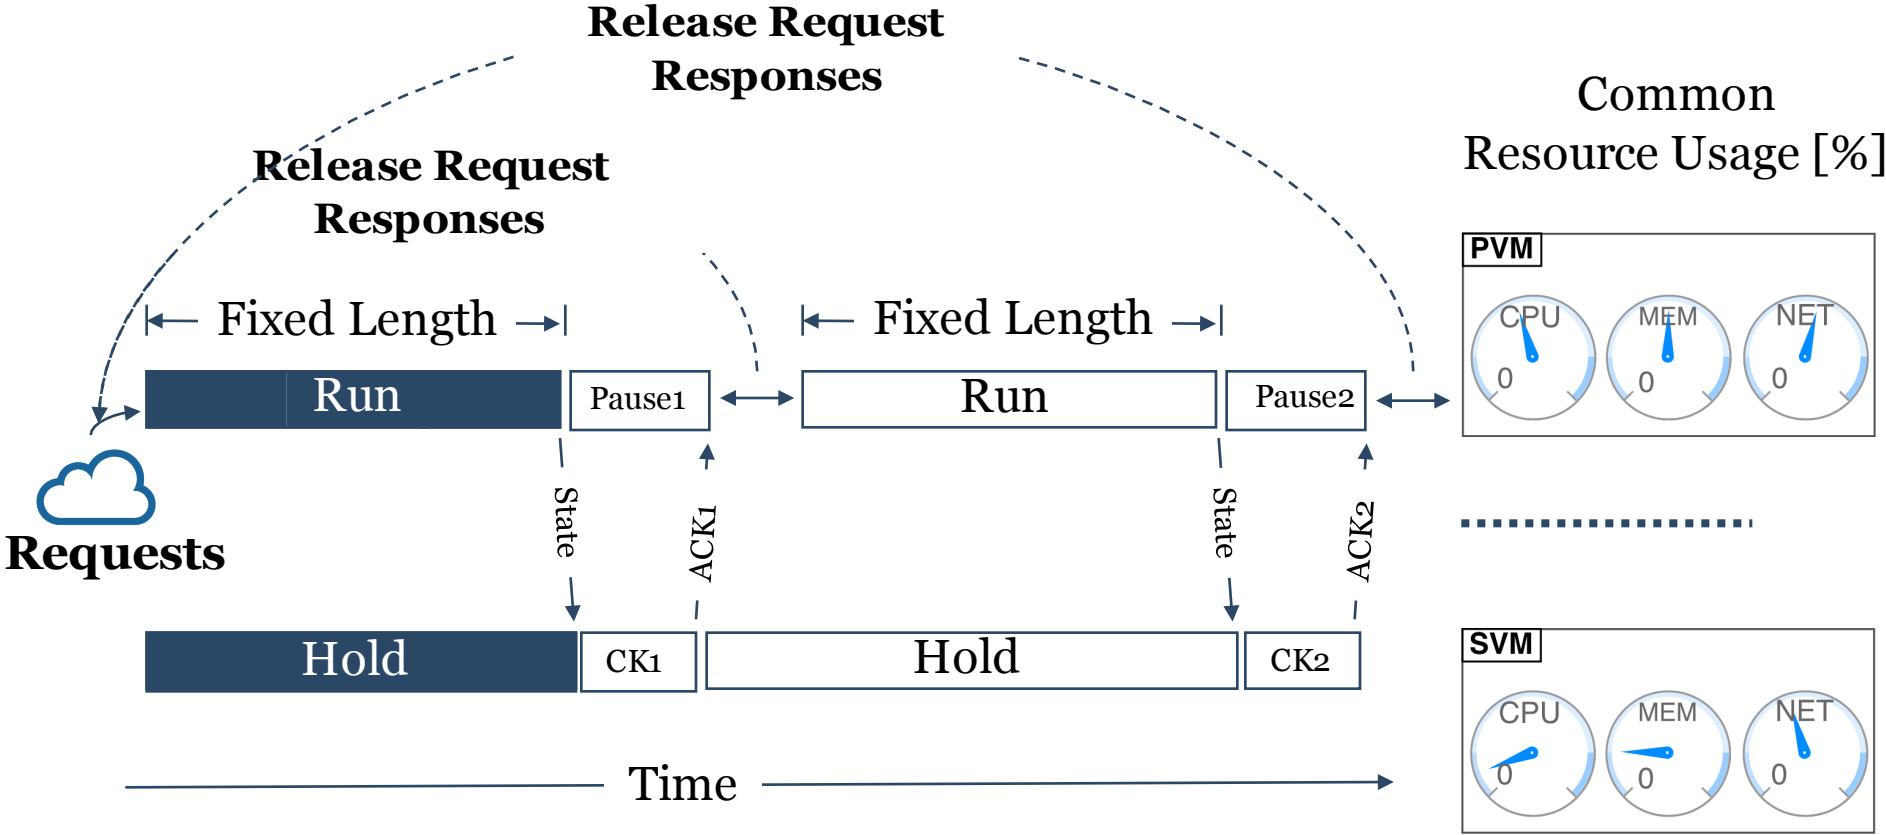 Release Request
Responses
Common
Resource Usage [%]
Release Request
Responses
PVM
Fixed Length
Fixed Length
CPU
MEM
NET
0
0
0
Run
Pause1
Run
Pause2
State
ACK1
State
ACK2
Requests
Hold
CK1
Hold
CK2
SVM
CPU
MEM
NET
0
0
0
Time